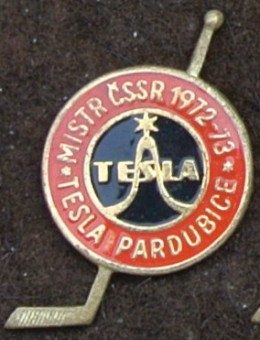 MISTR ČSSR 1972-73
TESLA
TESLA PARDUBICE